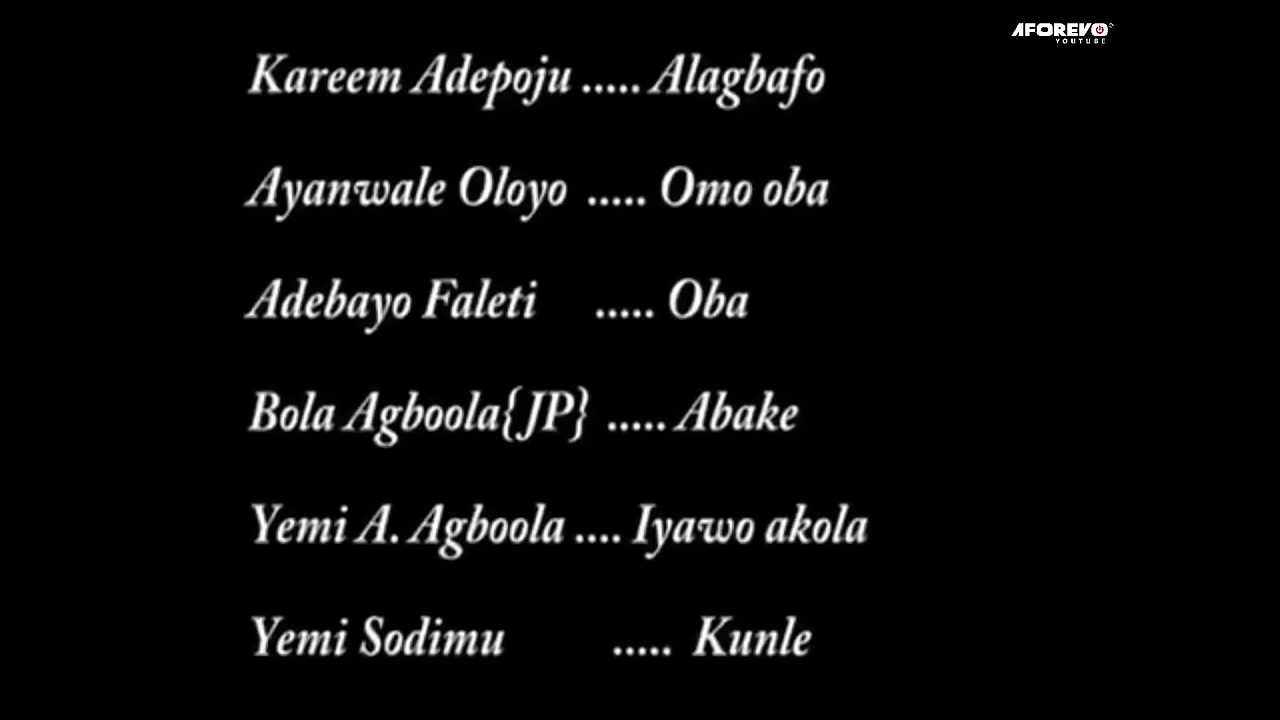 AFOREVO
YOUTUBE
Kareem Adepoju ..... Alagbafo
Ayanwale Oloyo ..... Omo oba
Adebayo Faleti ..... Oba
Bola Agboola{JP} ..... Abake
Yemi A. Agboola .... Iyawo akola
Yemi Sodimu ..... Kunle